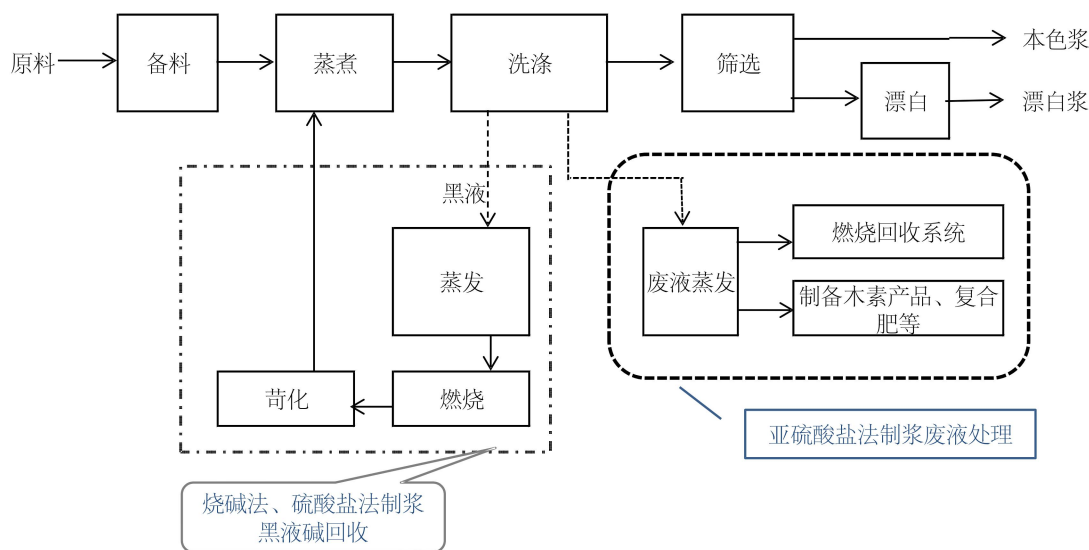 原料
备料
蒸煮
洗涤
筛选
本色浆
漂白
漂白浆
黑液
蒸发
燃烧
苛化
废液蒸发
燃烧回收系统
制备木素产品、复合
肥等
亚硫酸盐法制浆废液处理
烧碱法、硫酸盐法制浆
黑液碱回收